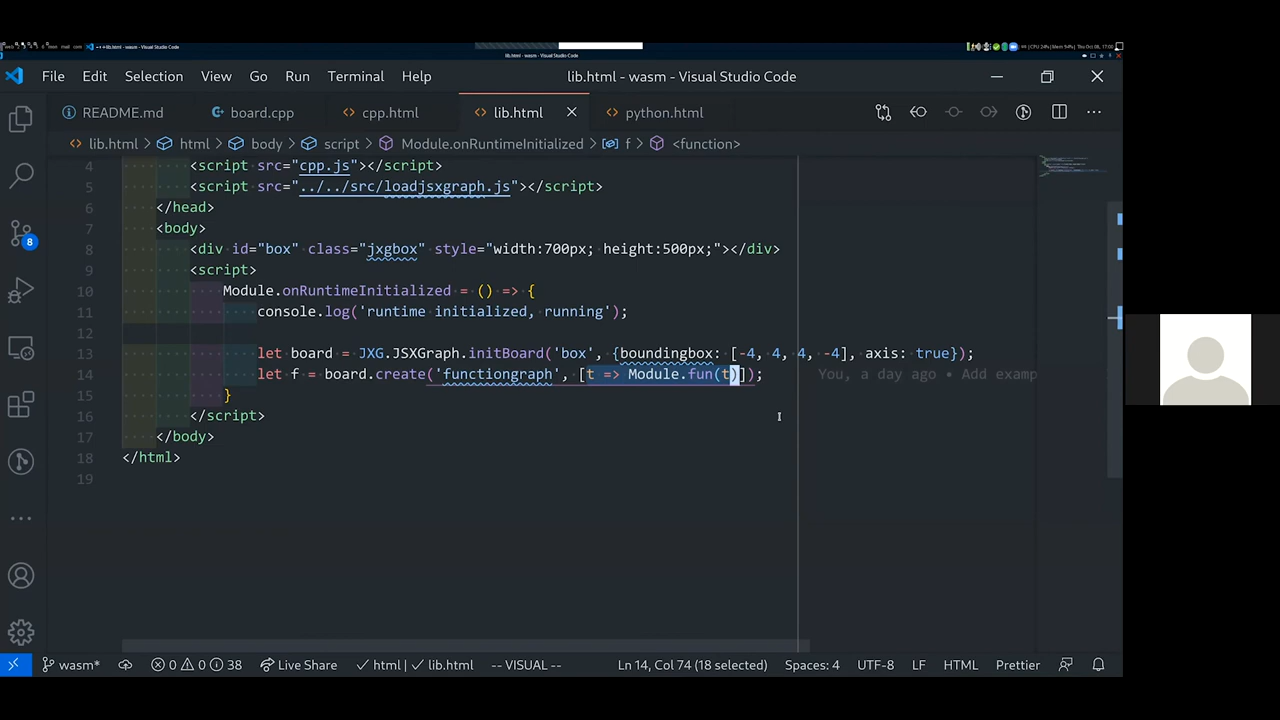 lib.html - wasm - Visual Studio Code
File Edit Selection View Go Run Terminal Help lib.html - wasm - Visual Studio Code
README.md board.cpp cpp.html lib.html python.html
lib.html > html > body > script > Module.onRuntimeInitialized > f > <function>
4 <script src="cpp.js"></script>
5 <script src="../../src/loadjsxgraph.js"></script>
6 </head>
7 <body>
8 <div id="box" class="jxgbox" style="width:700px; height:500px;"></div>
9 <script>
10 Module.onRuntimeInitialized = () => {
11 console.log('runtime initialized, running');
12
13 let board = JXG.JSXGraph.initBoard('box', {boundingbox: [-4, 4, 4, -4], axis: true});
14 let f = board.create('functiongraph', [t => Module.fun(t)]); You, a day ago • Add examp
15 }
16 </script>
17 </body>
18 </html>
19
8
wasm* 0 0 38 Live Share html | lib.html -- VISUAL -- Ln 14, Col 74 (18 selected) Spaces: 4 UTF-8 LF HTML Prettier